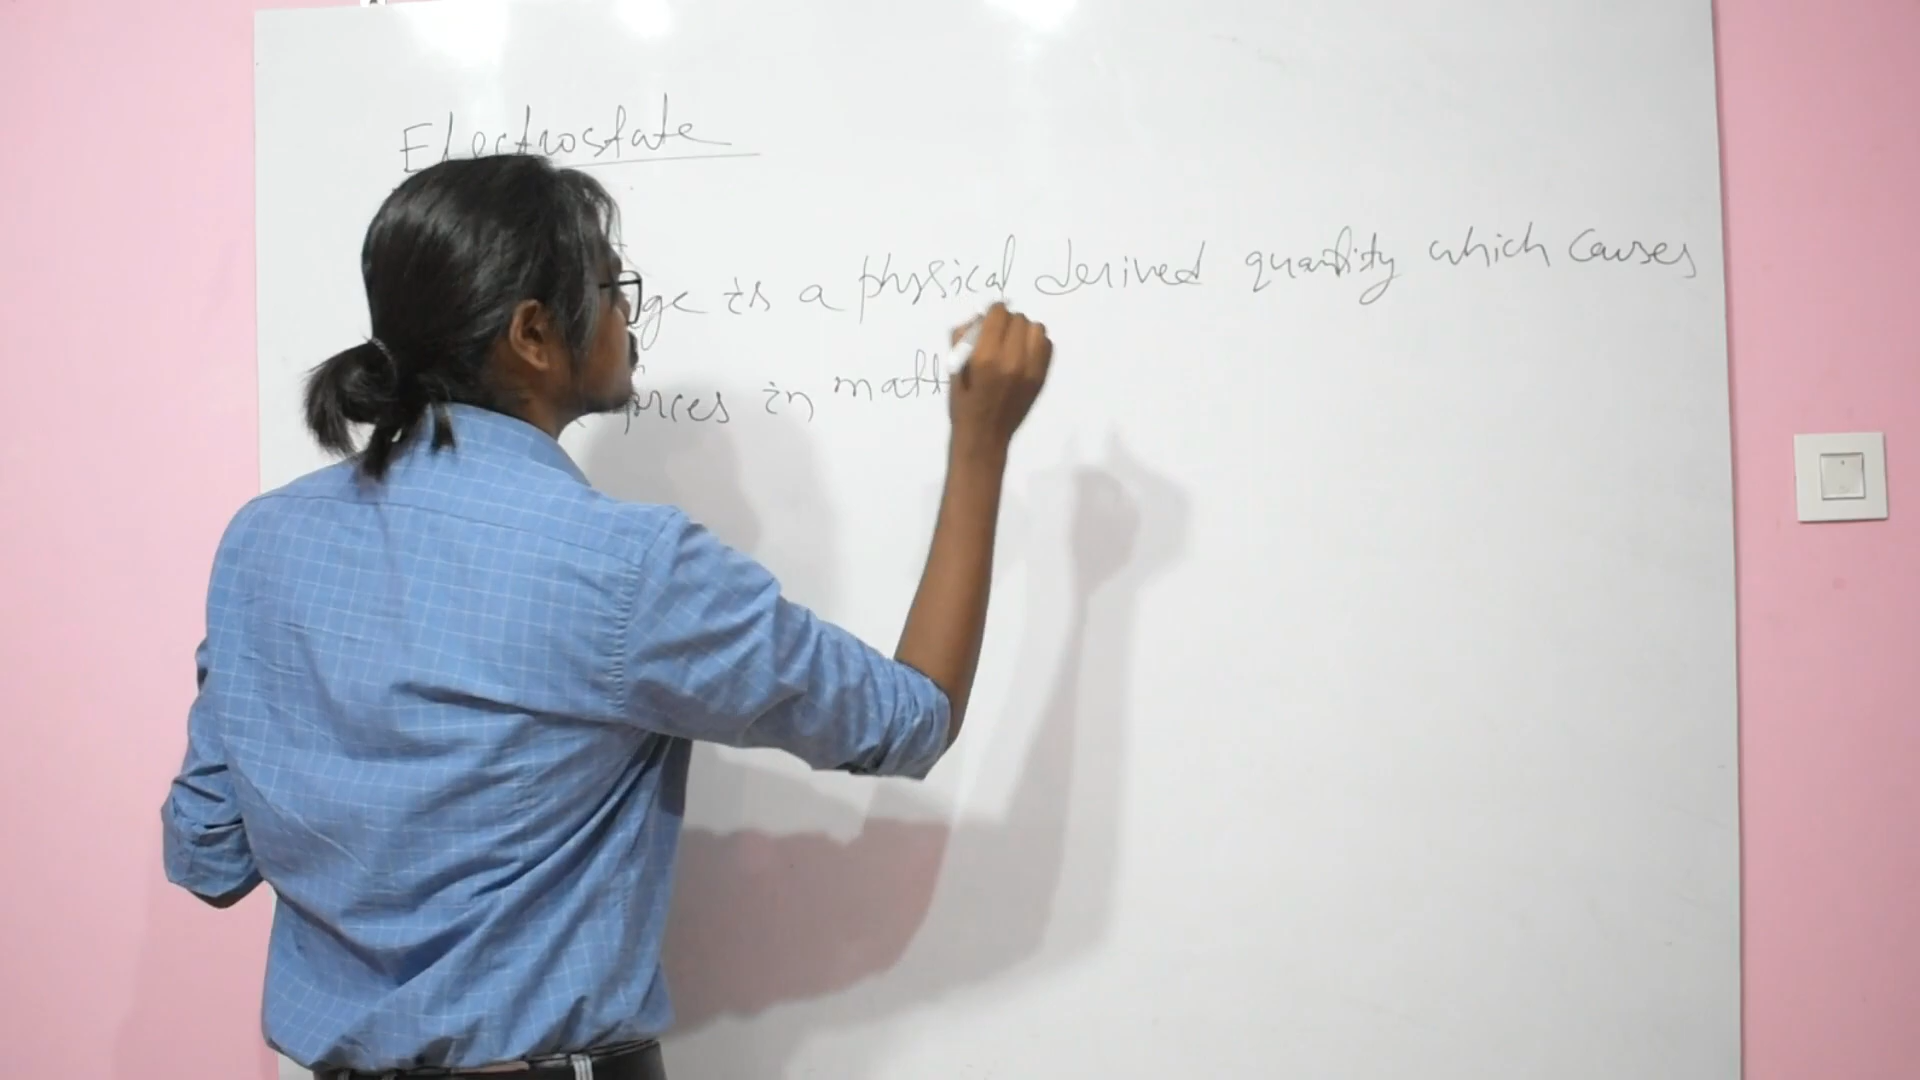 Electrostate
ge is a physical derived quantity which causes
forces in matt